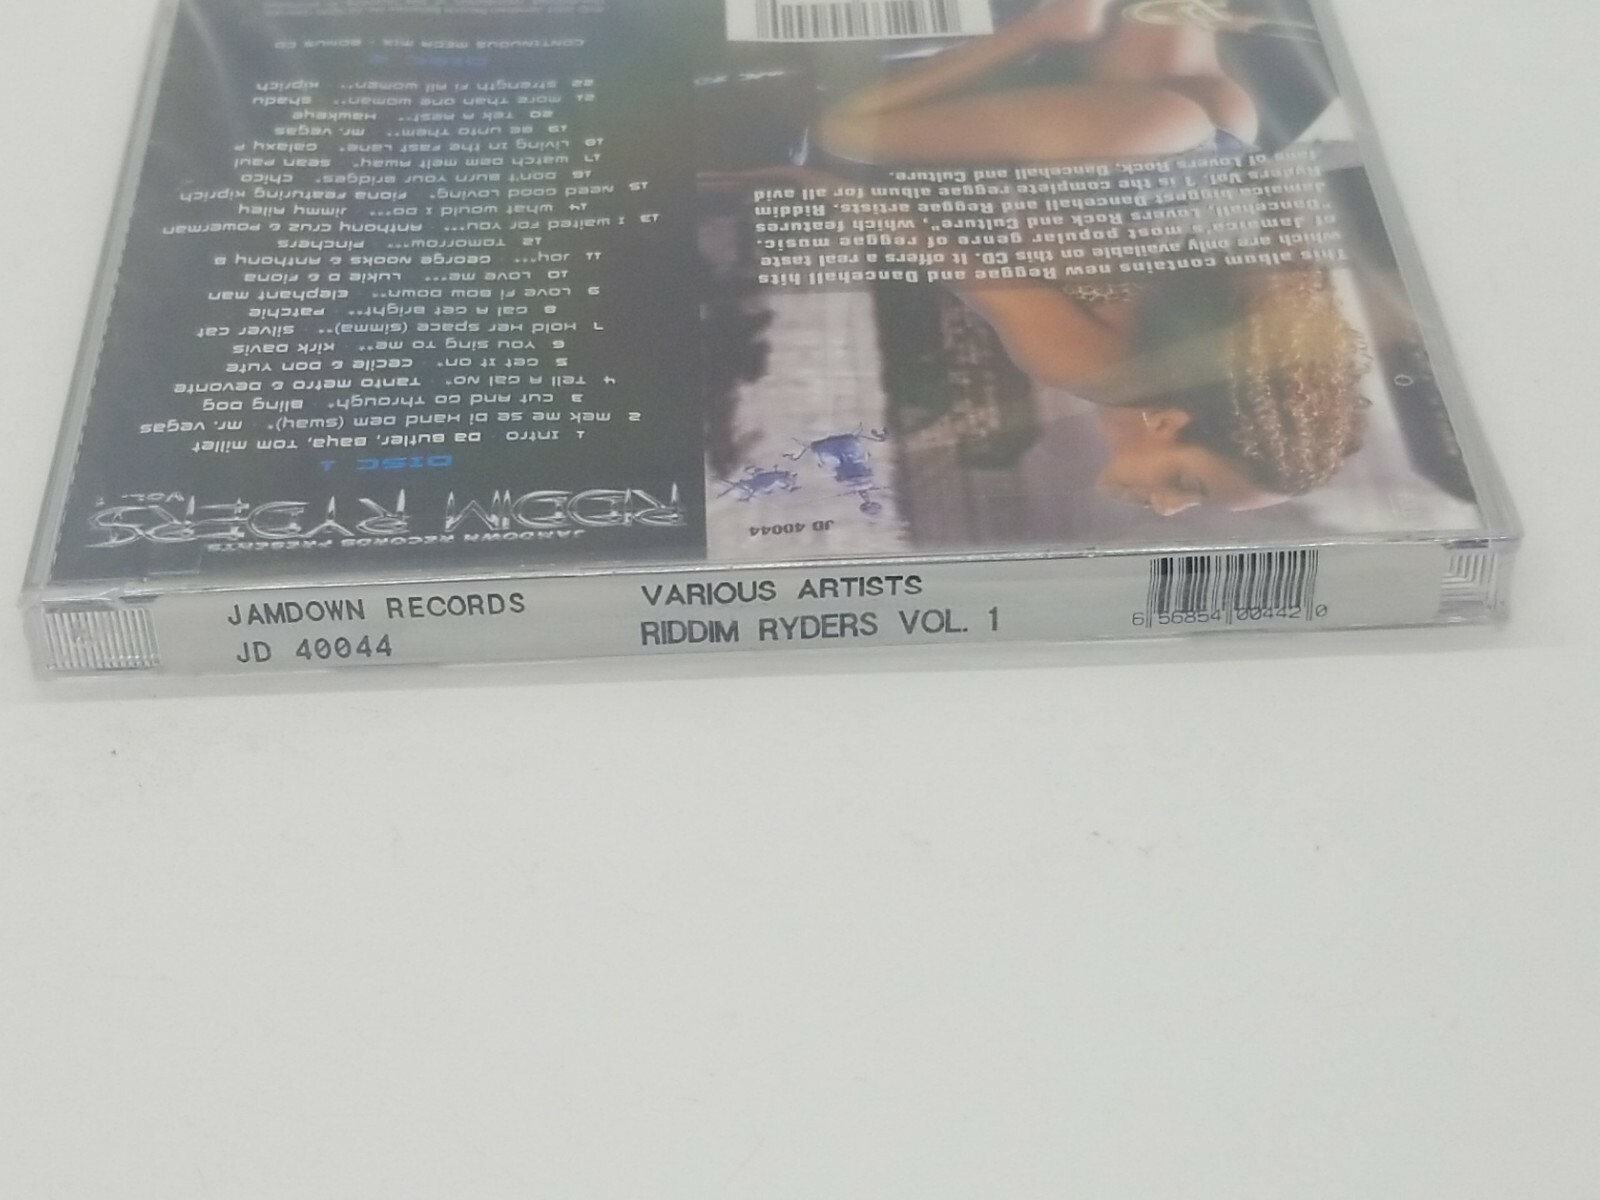 JAMDOWN RECORDS
JD 40044
VARIOUS ARTISTS
RIDDIM RYDERS VOL. 1
6 56854 00442 0
JAMDOWN RECORDS PRESENTS
RIDDIM RYDERS
VOL. 1
DISC 1
1 Intro Da Butler, Baya, Tom Millet
2 Mek Me Se Di Hand Dem (Sway)* Mr. Vegas
3 Cut And Go Through* Bling Dog
4 Tell A Gal No* Tanto Metro & Devonte
5 Get It On* Cecile & Don Yute
6 You Sing To Me** Kirk Davis
7 Hold Her Space (Simma)** Silver Cat
8 Gal A Get Bright** Patchie
9 Love Fi Bow Down** Elephant Man
10 Love Me*** Lukie D & Fiona
11 Joy*** George Nooks & Anthony B
12 Tomorrow*** Pinchers
13 I Waited For You*** Anthony Cruz & Powerman
14 What Would I Do*** Jimmy Riley
15 Need Good Loving* Fiona Featuring Kiprich
16 Don't Burn Your Bridges* Chico
17 Watch Dem Melt Away* Sean Paul
18 Living In The Fast Lane* Galaxy P
19 Be Unto Them** Mr. Vegas
20 Tek A Rest** Hawkeye
21 More Than One Woman** Shadu
22 Strength Fi All Women** Kiprich
CONTINUOUS MEGA MIX - BONUS CD
JD 40044
This album contains new Reggae and Dancehall hits
which are only available on this CD. It offers a real taste
of Jamaica's most popular genre of reggae music.
"Dancehall, Lovers Rock and Culture", which features
Jamaica's biggest Dancehall and Reggae artists. Riddim
Ryders Vol. 1 is the complete reggae album for all avid
fans of Lovers Rock, Dancehall and Culture.